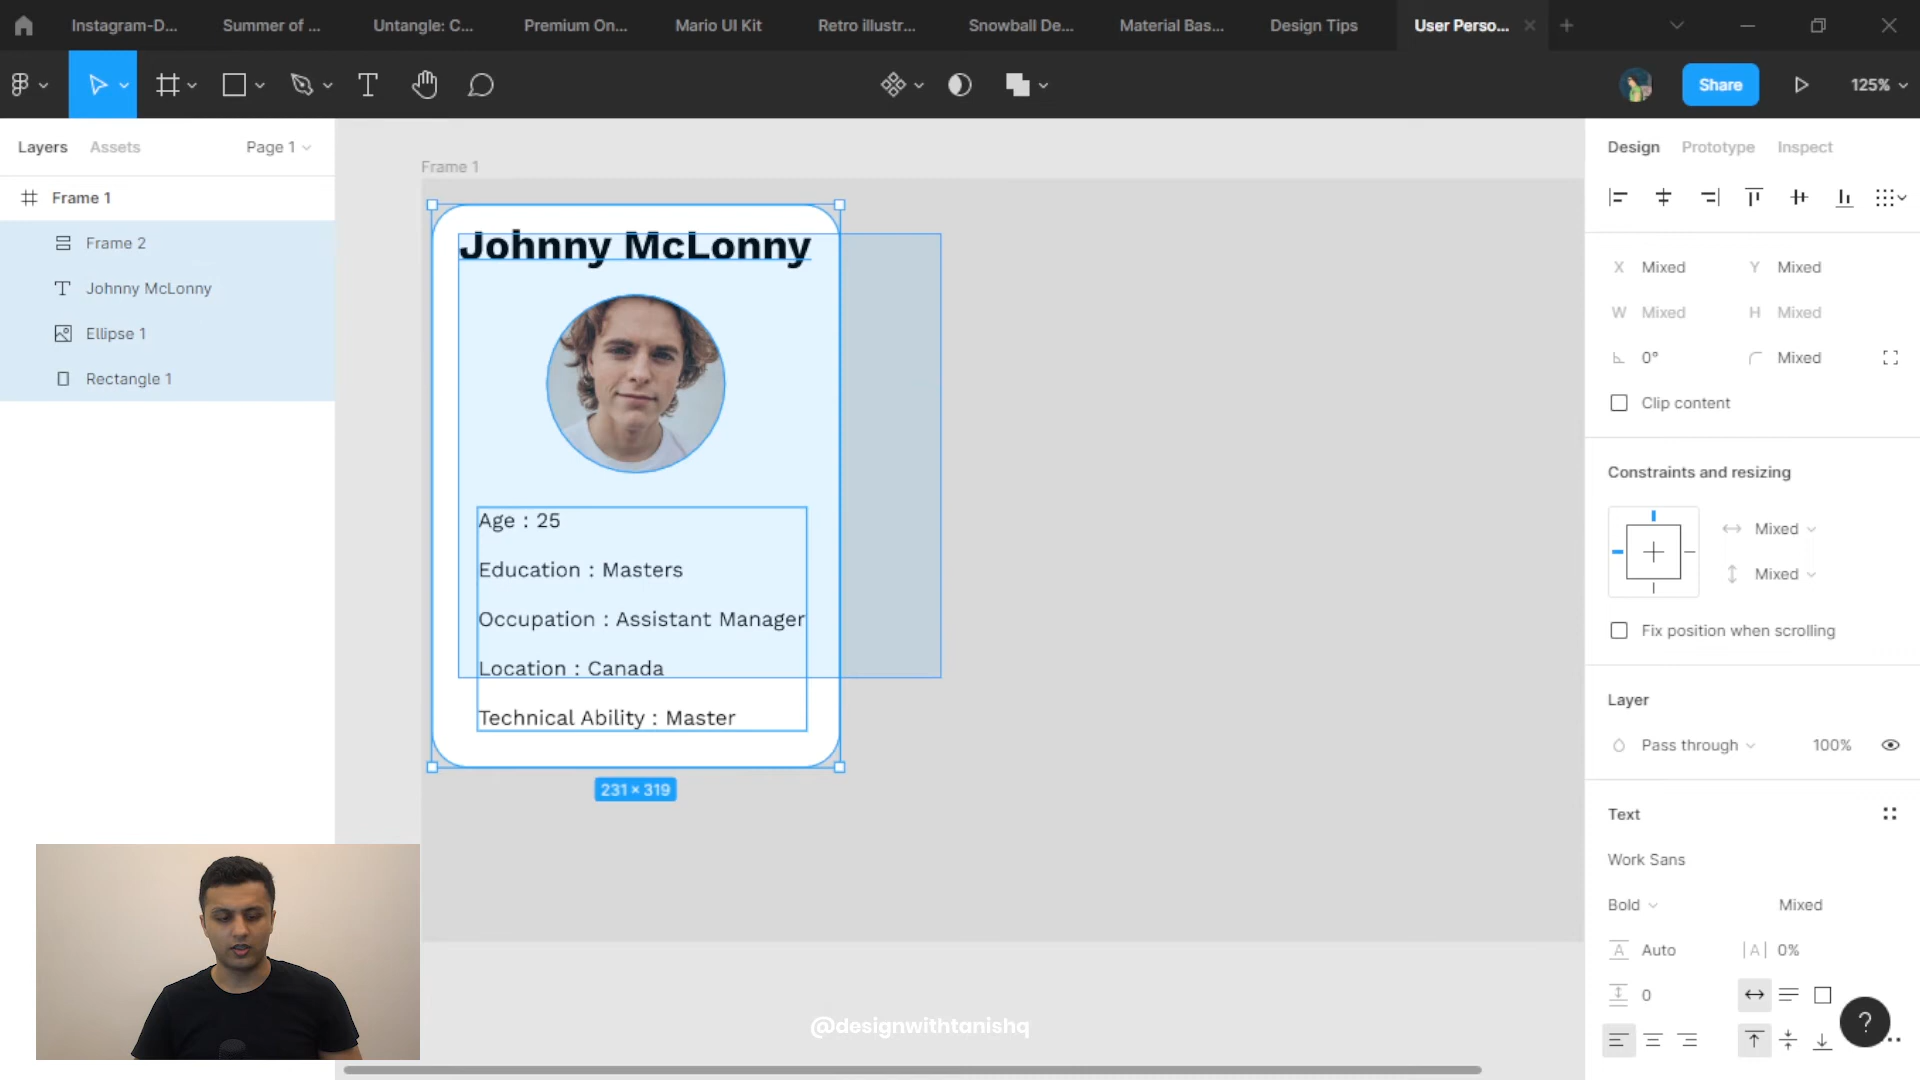 Instagram-D...
Summer of ...
Untangle: C...
Premium On...
Mario UI Kit
Retro illustr...
Snowball De...
Material Bas...
Design Tips
User Perso...
T
Share
125%
Layers
Assets
Page 1
Frame 1
Frame 2
Johnny McLonny
Ellipse 1
Rectangle 1
Frame 1
Johnny McLonny
Age : 25
Education : Masters
Occupation : Assistant Manager
Location : Canada
Technical Ability : Master
231 × 319
@designwithtanishq
Design
Prototype
Inspect
X Mixed
Y Mixed
W Mixed
H Mixed
0°
Mixed
Clip content
Constraints and resizing
Mixed
Mixed
Fix position when scrolling
Layer
Pass through
100%
Text
Work Sans
Bold
Mixed
A Auto
|A| 0%
0
?